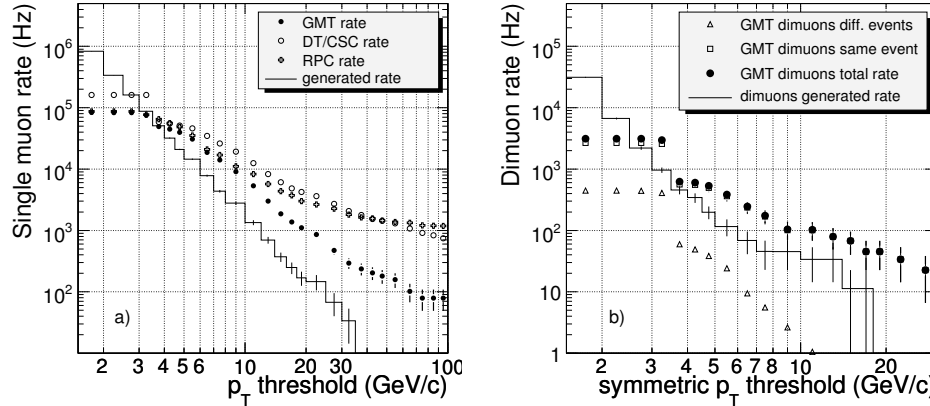 Single muon rate (Hz)
10^6
10^5
10^4
10^3
10^2
GMT rate
DT/CSC rate
RPC rate
generated rate
a)
2 3 4 5 6 10 20 30 100
p_T threshold (GeV/c)
Dimuon rate (Hz)
10^5
10^4
10^3
10^2
10
1
GMT dimuons diff. events
GMT dimuons same event
GMT dimuons total rate
dimuons generated rate
b)
2 3 4 5 6 7 8 10 20
symmetric p_T threshold (GeV/c)